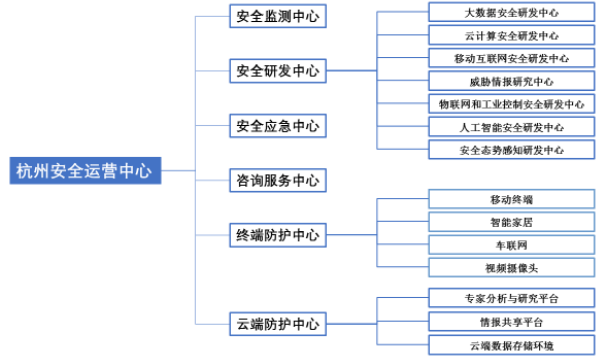 杭州安全运营中心
安全监测中心
安全研发中心
大数据安全研发中心
云计算安全研发中心
移动互联网安全研发中心
威胁情报研究中心
物联网和工业控制安全研发中心
人工智能安全研发中心
安全态势感知研发中心
安全应急中心
咨询服务中心
终端防护中心
移动终端
智能家居
车联网
视频摄像头
云端防护中心
专家分析与研究平台
情报共享平台
云端数据存储环境